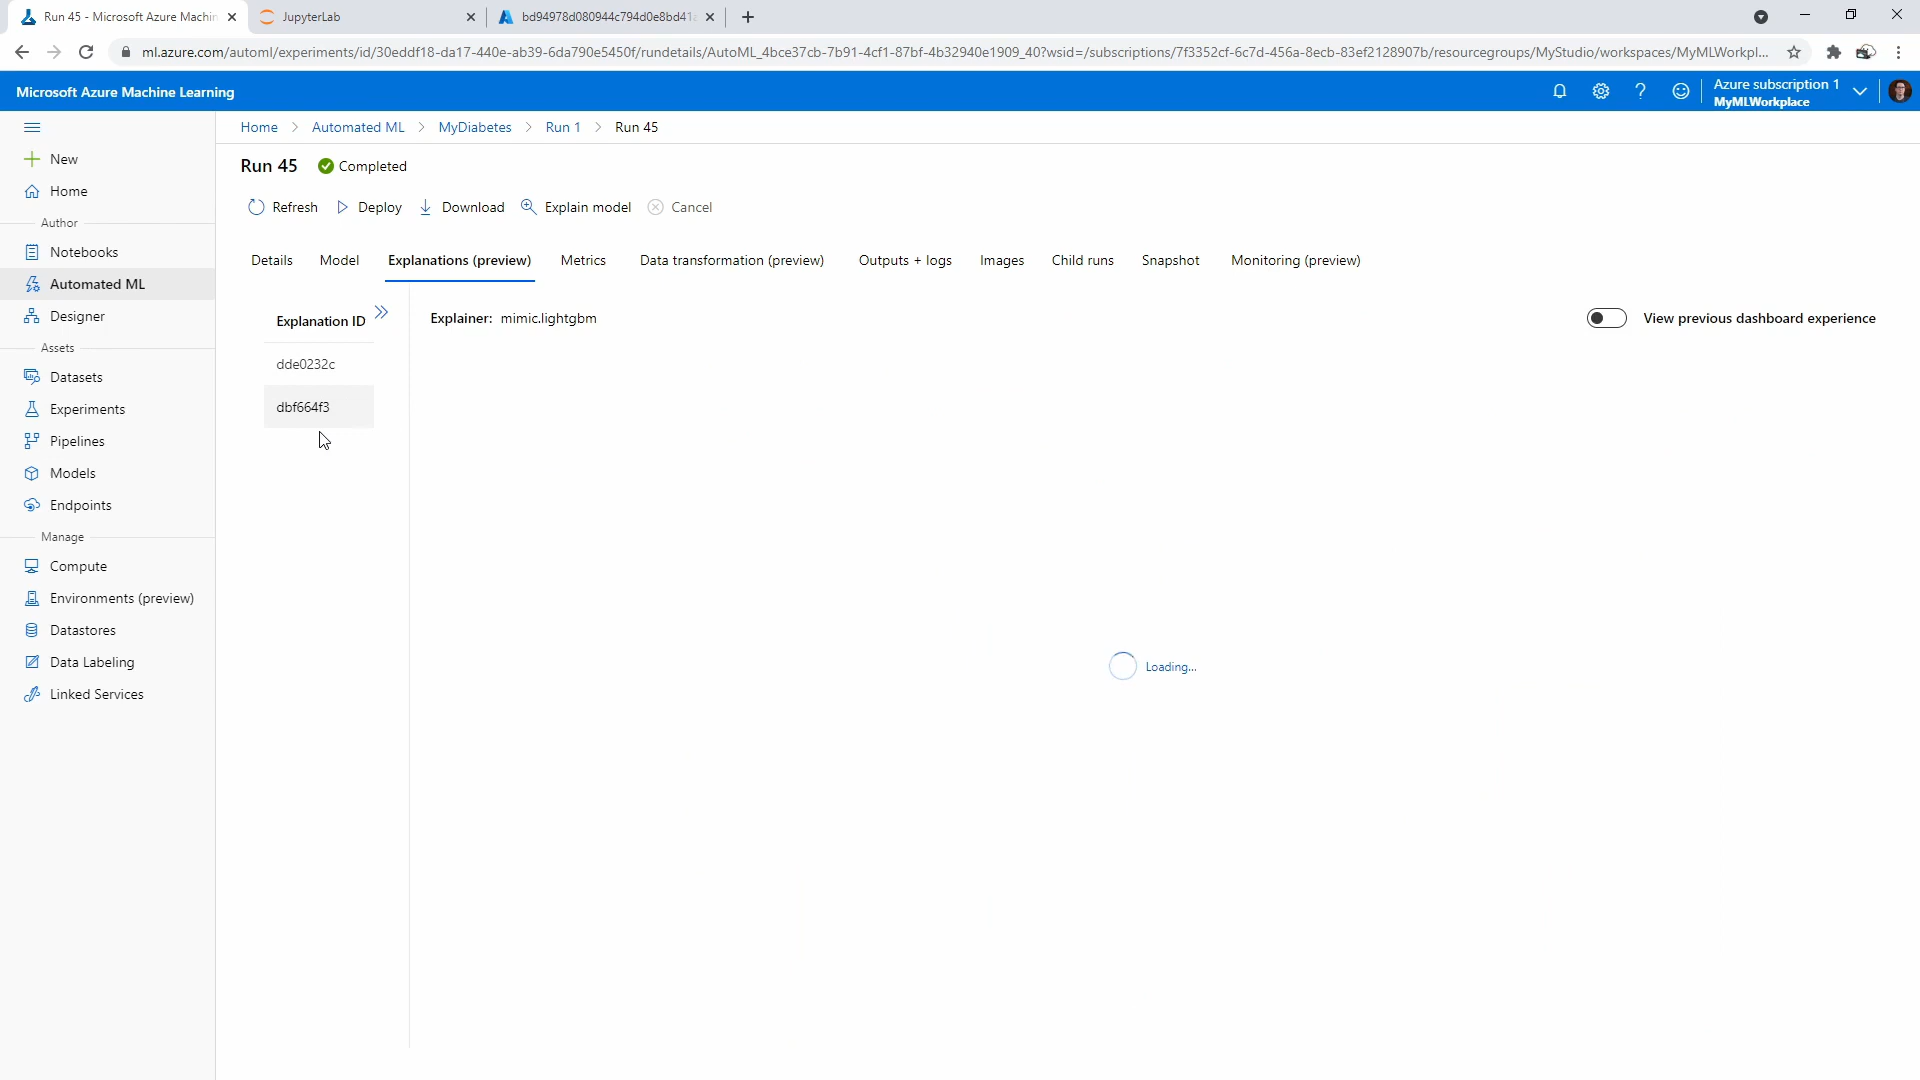 Run 45 - Microsoft Azure Machin
JupyterLab
bd94978d080944c794d0e8bd41
ml.azure.com/automl/experiments/id/30eddf18-da17-440e-ab39-6da790e5450f/rundetails/AutoML_4bce37cb-7b91-4cf1-87bf-4b32940e1909_40?wsid=/subscriptions/7f3352cf-6c7d-456a-8ecb-83ef2128907b/resourcegroups/MyStudio/workspaces/MyMLWorkpl...
Microsoft Azure Machine Learning
Azure subscription 1
MyMLWorkplace
Home > Automated ML > MyDiabetes > Run 1 > Run 45
New
Home
Author
Notebooks
Automated ML
Designer
Assets
Datasets
Experiments
Pipelines
Models
Endpoints
Manage
Compute
Environments (preview)
Datastores
Data Labeling
Linked Services
Run 45 Completed
Refresh Deploy Download Explain model Cancel
Details Model Explanations (preview) Metrics Data transformation (preview) Outputs + logs Images Child runs Snapshot Monitoring (preview)
Explanation ID
dde0232c
dbf664f3
Explainer: mimic.lightgbm
View previous dashboard experience
Loading...